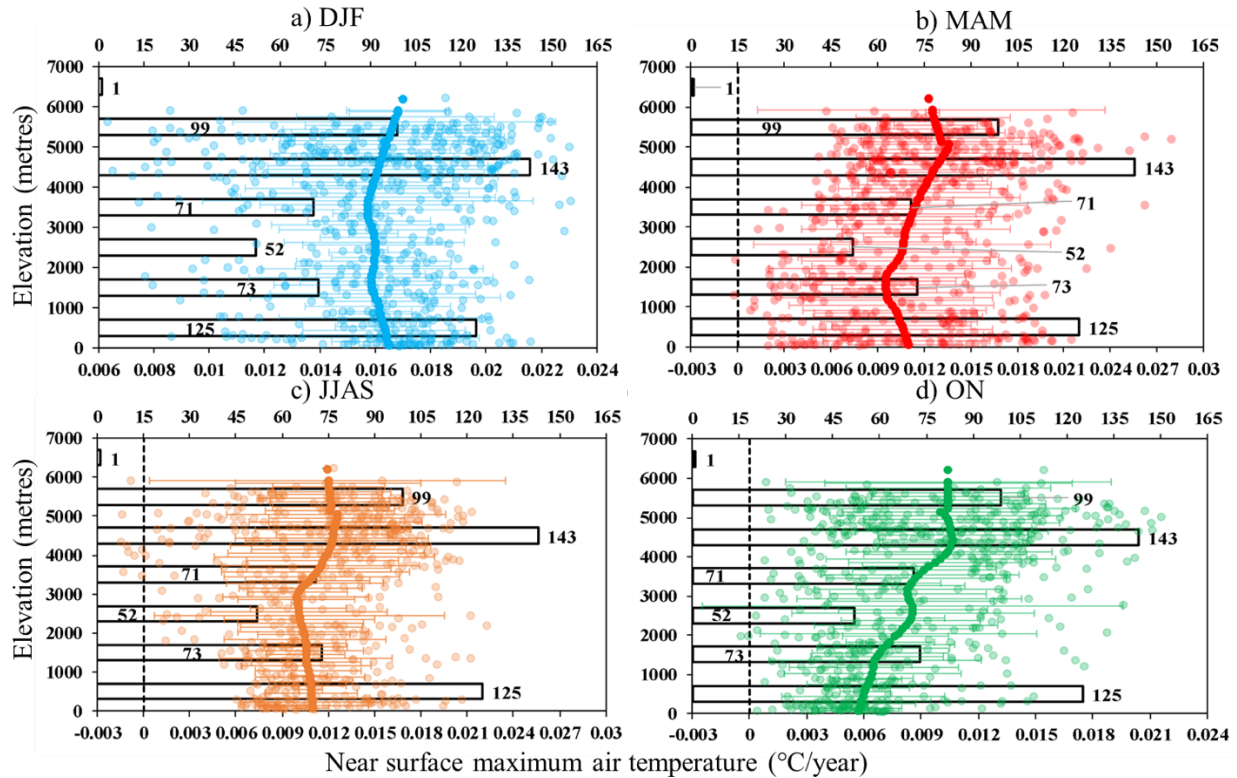 a) DJF
b) MAM
0 15 30 45 60 75 90 105 120 135 150 165
0 15 30 45 60 75 90 105 120 135 150 165
7000 6000 5000 4000 3000 2000 1000 0
7000 6000 5000 4000 3000 2000 1000 0
Elevation (metres)
1
99
143
71
52
73
125
1
99
143
71
52
73
125
0.006 0.008 0.01 0.012 0.014 0.016 0.018 0.02 0.022 0.024
-0.003 0 0.003 0.006 0.009 0.012 0.015 0.018 0.021 0.024 0.027 0.03
c) JJAS
d) ON
0 15 30 45 60 75 90 105 120 135 150 165
0 15 30 45 60 75 90 105 120 135 150 165
7000 6000 5000 4000 3000 2000 1000 0
7000 6000 5000 4000 3000 2000 1000 0
Elevation (metres)
1
99
143
71
52
73
125
1
99
143
71
52
73
125
-0.003 0 0.003 0.006 0.009 0.012 0.015 0.018 0.021 0.024 0.027 0.03
-0.003 0 0.003 0.006 0.009 0.012 0.015 0.018 0.021 0.024
Near surface maximum air temperature (°C/year)